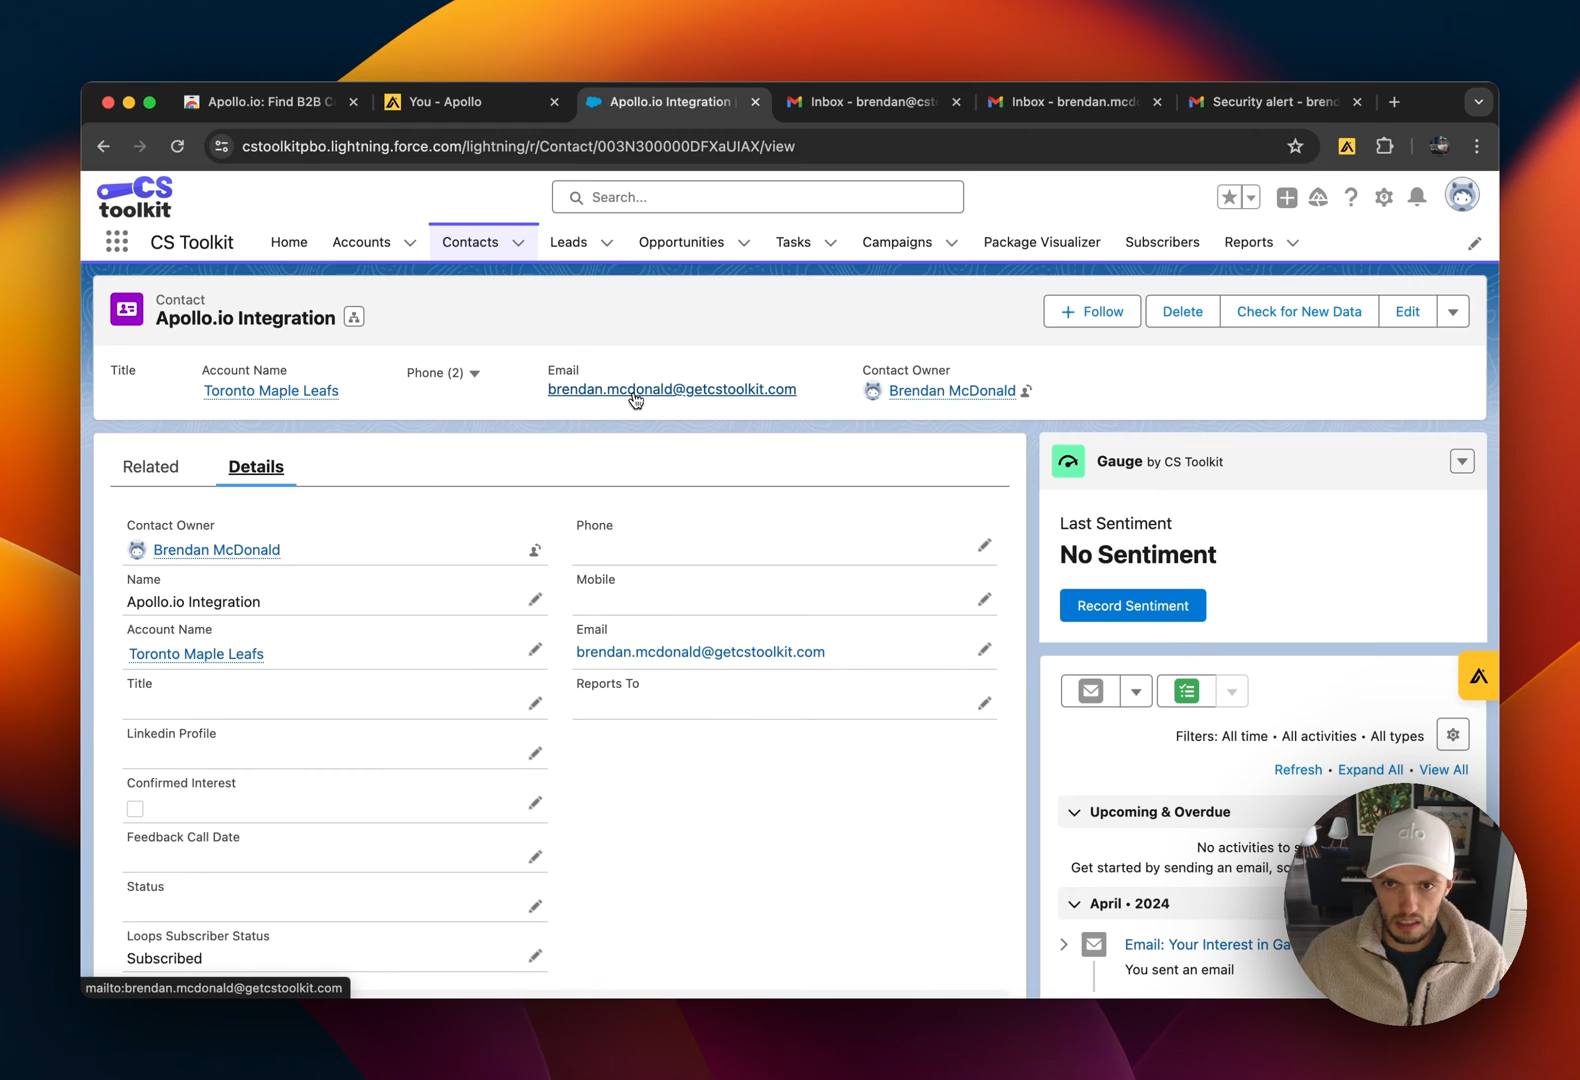 Apollo.io: Find B2B C
You - Apollo
Apollo.io Integration
Inbox - brendan@cst
Inbox - brendan.mcd
Security alert - bren
cstoolkitpbo.lightning.force.com/lightning/r/Contact/003N300000DFXaUIAX/view
CS
toolkit
Search...
CS Toolkit
Home
Accounts
Contacts
Leads
Opportunities
Tasks
Campaigns
Package Visualizer
Subscribers
Reports
Contact
Apollo.io Integration
Follow
Delete
Check for New Data
Edit
Title
Account Name
Toronto Maple Leafs
Phone (2)
Email
brendan.mcdonald@getcstoolkit.com
Contact Owner
Brendan McDonald
Related
Details
Contact Owner
Brendan McDonald
Name
Apollo.io Integration
Account Name
Toronto Maple Leafs
Title
Linkedin Profile
Confirmed Interest
Feedback Call Date
Status
Loops Subscriber Status
Subscribed
Phone
Mobile
Email
brendan.mcdonald@getcstoolkit.com
Reports To
Gauge by CS Toolkit
Last Sentiment
No Sentiment
Record Sentiment
Filters: All time • All activities • All types
Refresh • Expand All • View All
Upcoming & Overdue
No activities to s
Get started by sending an email, sc
April • 2024
Email: Your Interest in Ga
You sent an email
alo
mailto:brendan.mcdonald@getcstoolkit.com